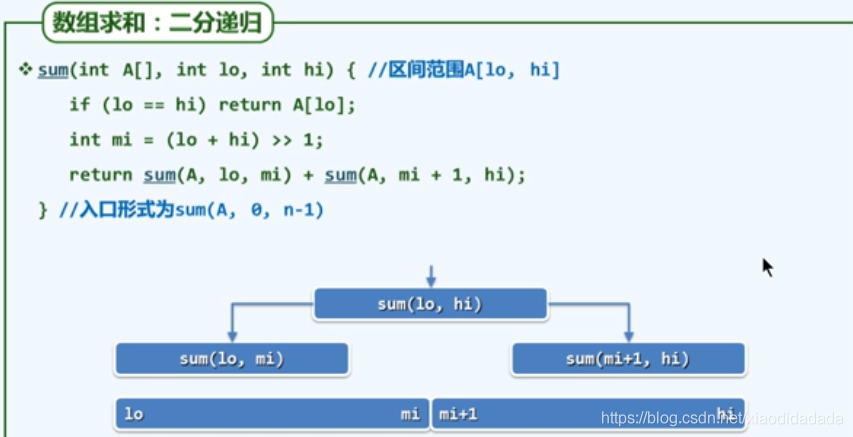 数组求和：二分递归
❖ sum(int A[], int lo, int hi) { //区间范围A[lo, hi]
if (lo == hi) return A[lo];
int mi = (lo + hi) >> 1;
return sum(A, lo, mi) + sum(A, mi + 1, hi);
} //入口形式为sum(A, 0, n-1)
sum(lo, hi)
sum(lo, mi) sum(mi+1, hi)
lo mi mi+1 hi
https://blog.csdn.net/xiaodidadada